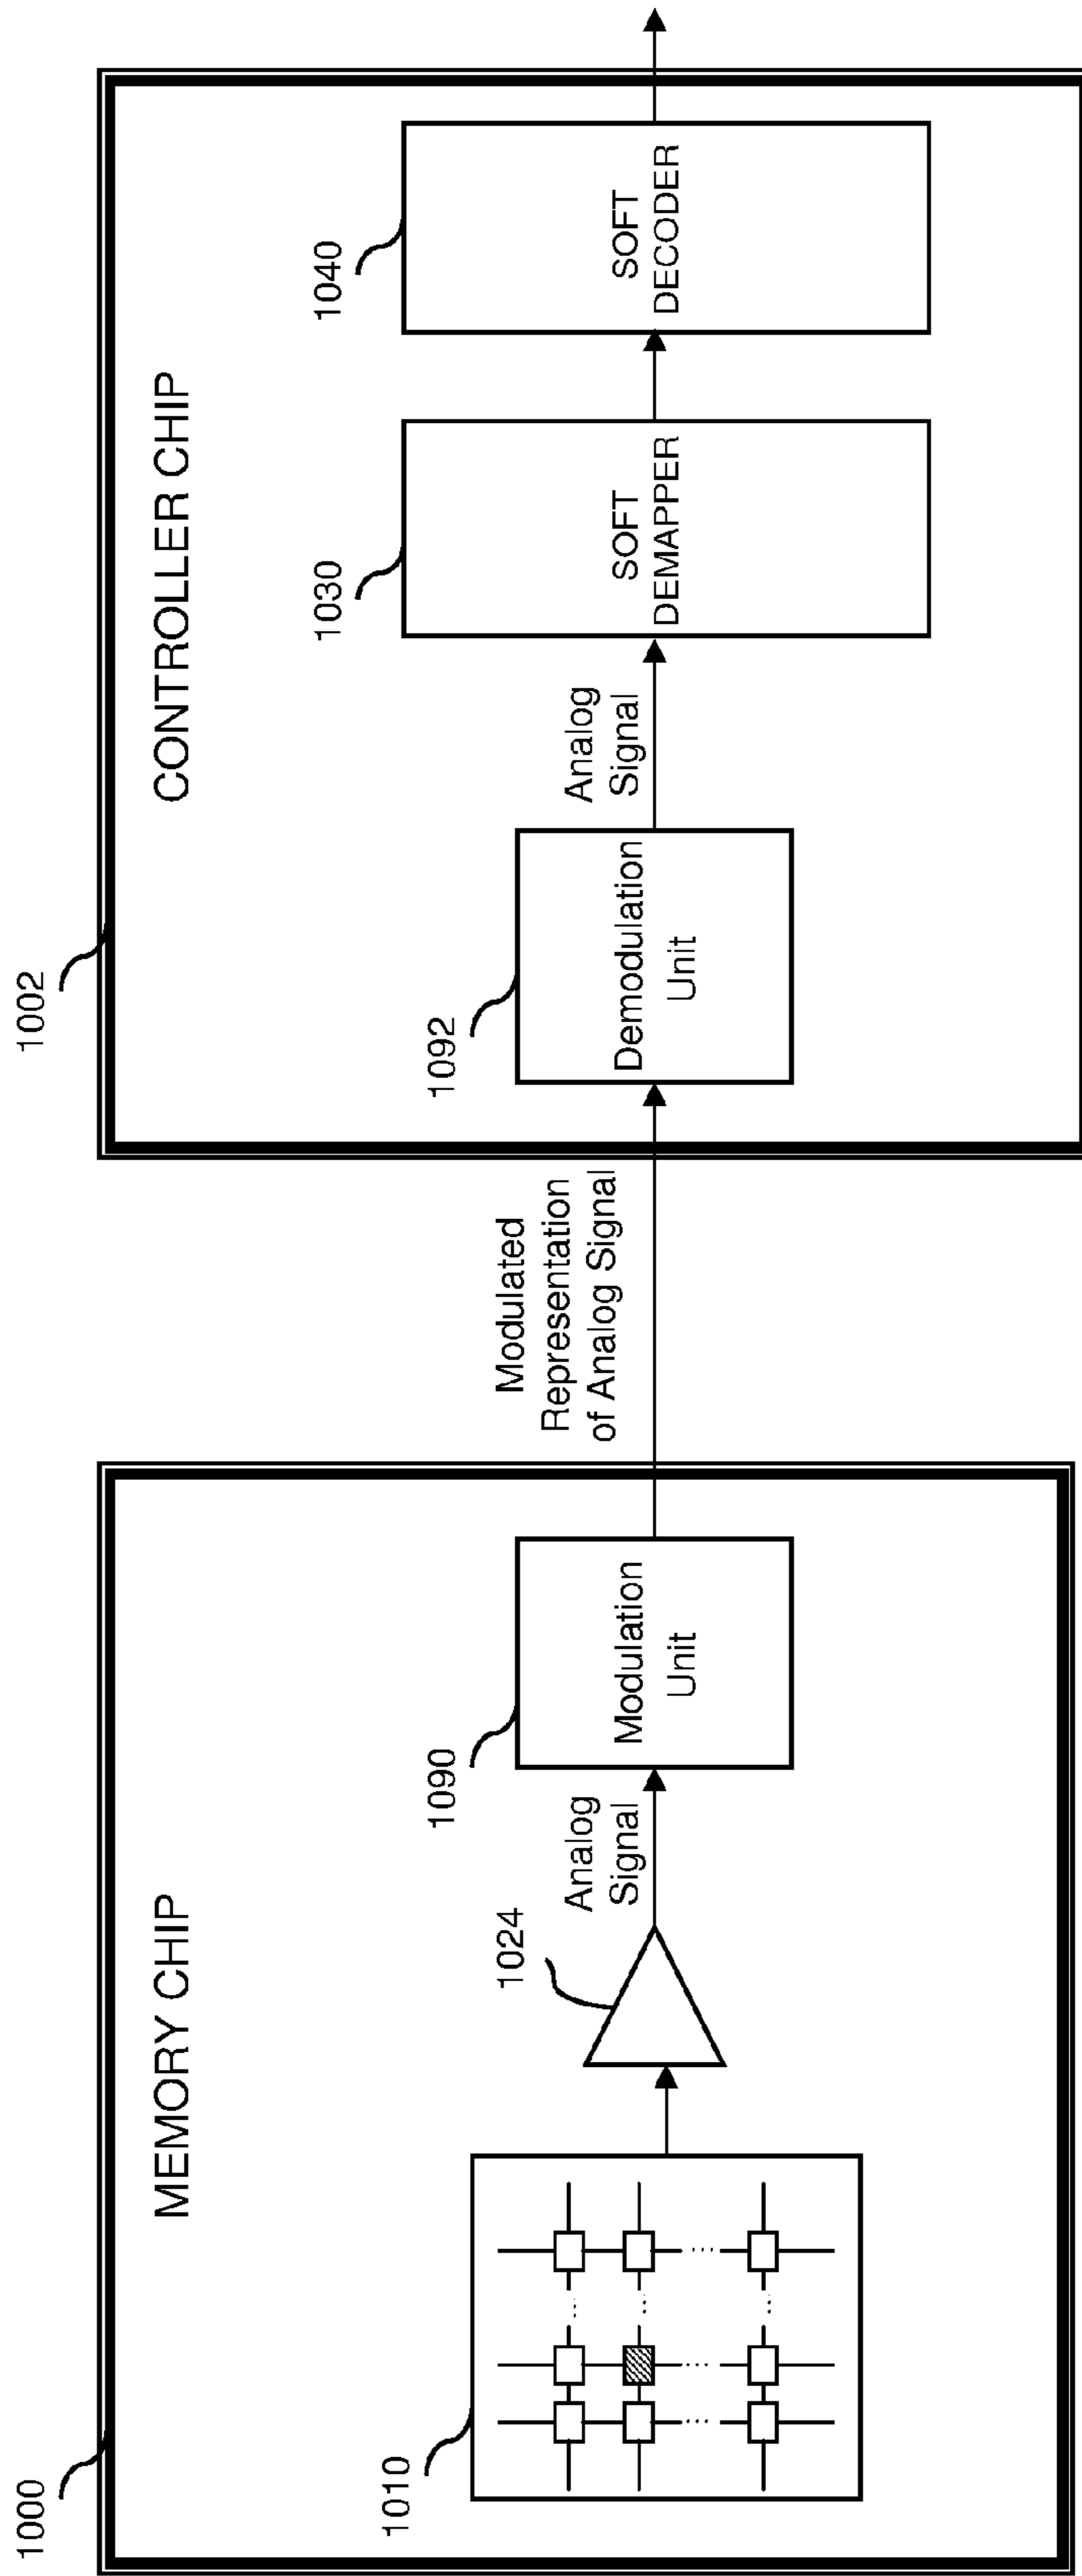 1000
MEMORY CHIP
1010
1024
Analog
Signal
1090
Modulation
Unit
Modulated
Representation
of Analog Signal
1002
CONTROLLER CHIP
1092
Demodulation
Unit
Analog
Signal
1030
SOFT
DEMAPPER
1040
SOFT
DECODER